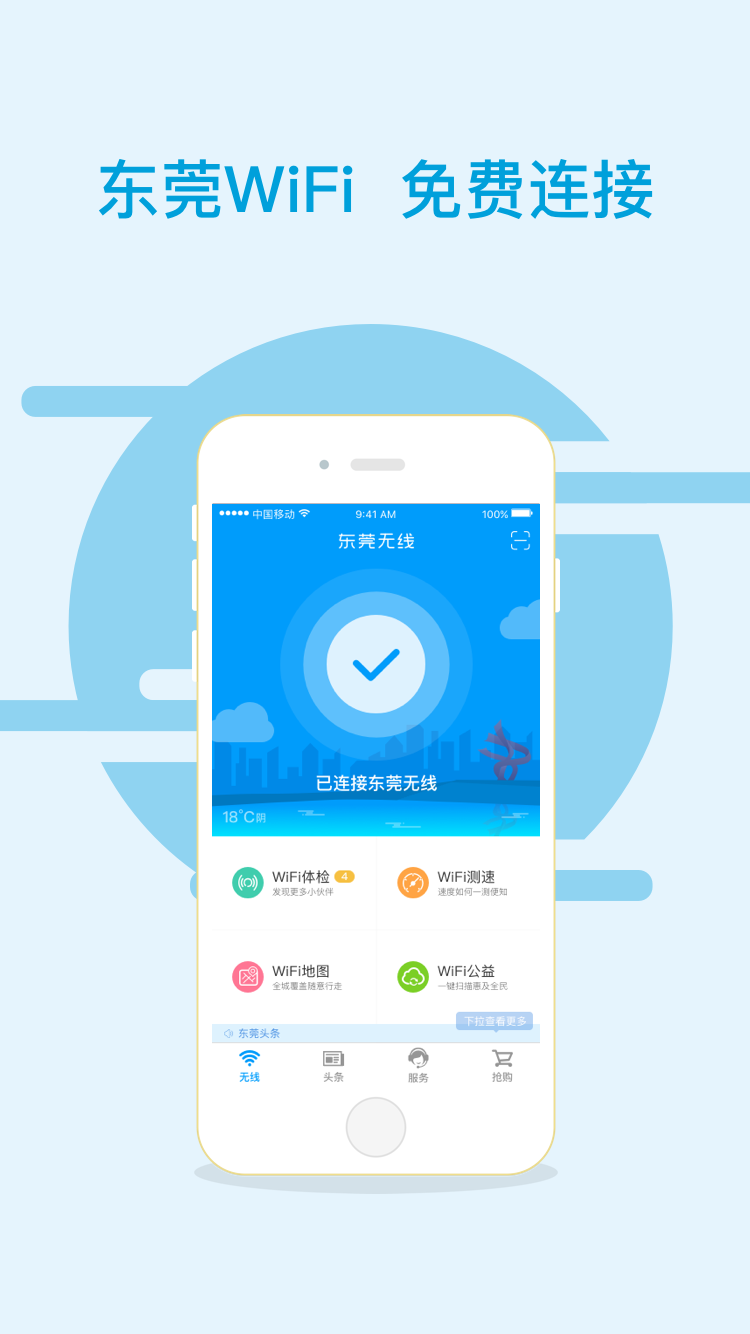 东莞WiFi 免费连接
中国移动 9:41 AM 100%
东莞无线
已连接东莞无线
18°C阴
WiFi体检 4
发现更多小伙伴
WiFi测速
速度如何一测便知
WiFi地图
全城覆盖随意行走
WiFi公益
一键扫描惠及全民
下拉查看更多
东莞头条
无线 头条 服务 抢购